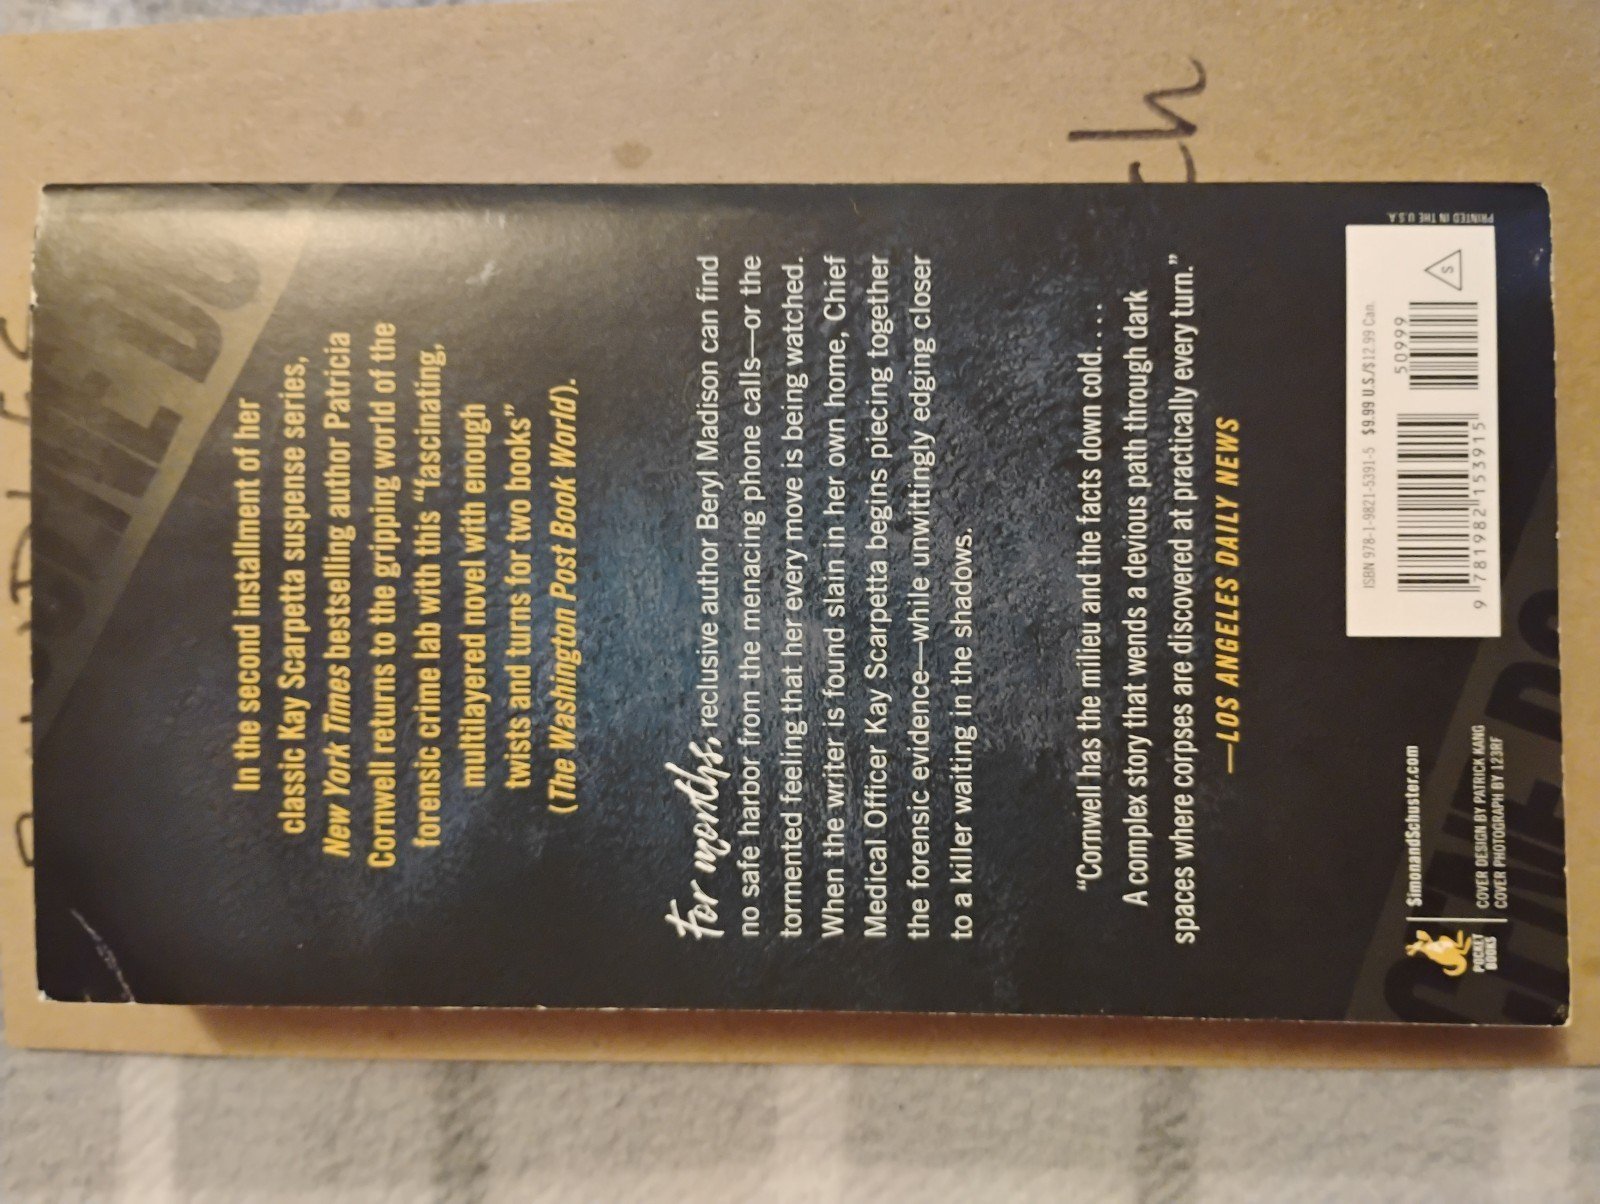 In the second installment of her
classic Kay Scarpetta suspense series,
New York Times bestselling author Patricia
Cornwell returns to the gripping world of the
forensic crime lab with this “fascinating,
multilayered novel with enough
twists and turns for two books”
(The Washington Post Book World).
For months, reclusive author Beryl Madison can find
no safe harbor from the menacing phone calls—or the
tormented feeling that her every move is being watched.
When the writer is found slain in her own home, Chief
Medical Officer Kay Scarpetta begins piecing together
the forensic evidence—while unwittingly edging closer
to a killer waiting in the shadows.
“Cornwell has the milieu and the facts down cold. . . .
A complex story that wends a devious path through dark
spaces where corpses are discovered at practically every turn.”
—LOS ANGELES DAILY NEWS
POCKET
BOOKS
SimonandSchuster.com
COVER DESIGN BY PATRICK KANG
COVER PHOTOGRAPH BY 123RF
ISBN 978-1-9821-5391-5 $9.99 U.S./$12.99 Can.
50999
S
9 781982 153915
PRINTED IN THE U.S.A.
ch